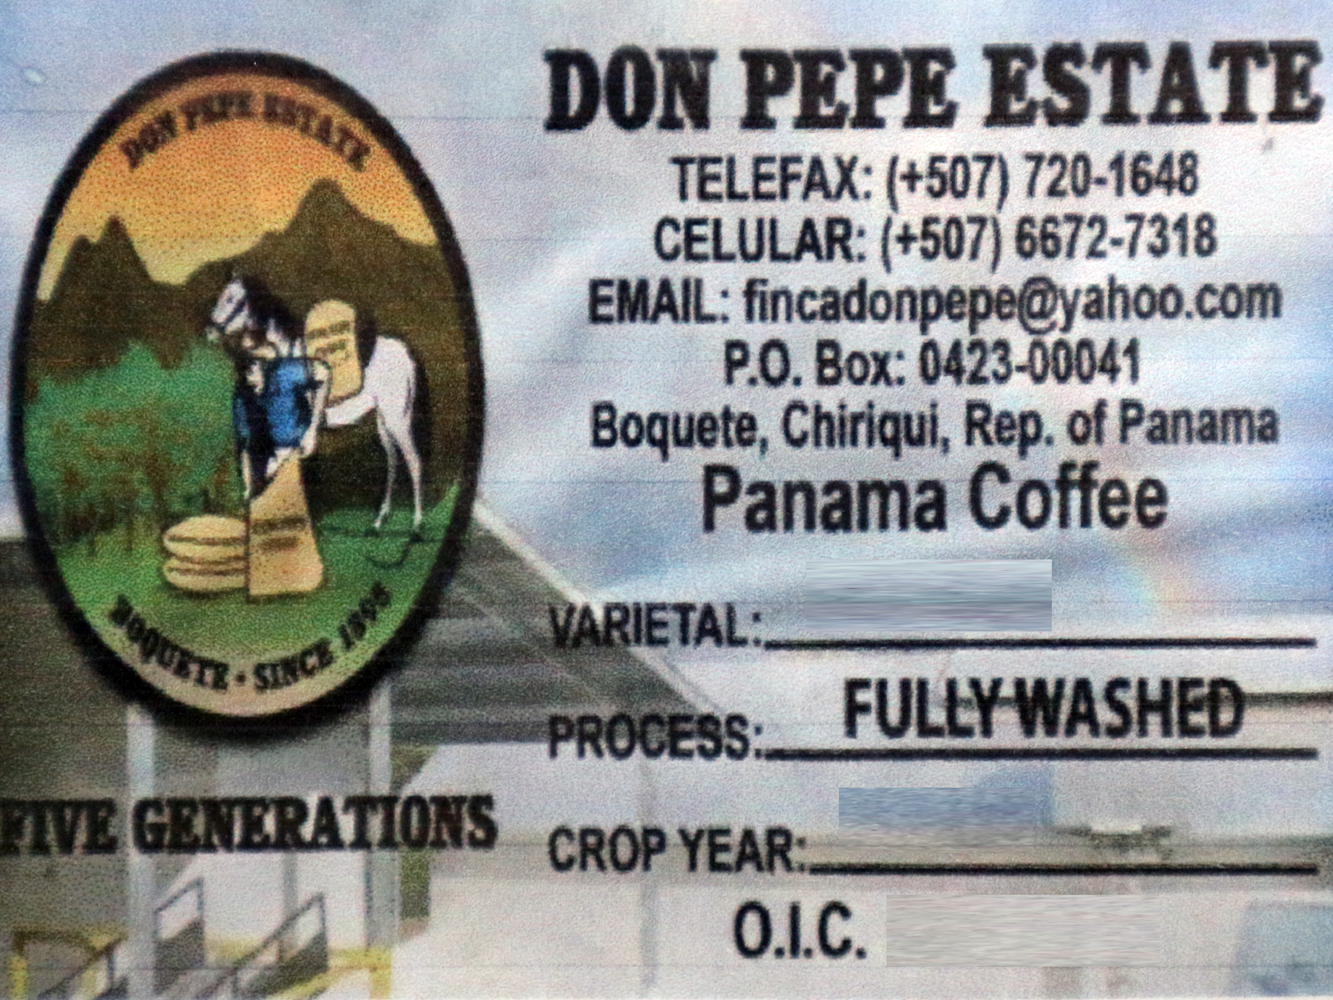 DON PEPE ESTATE
BOQUETE • SINCE 1898
FIVE GENERATIONS
DON PEPE ESTATE
TELEFAX: (+507) 720-1648
CELULAR: (+507) 6672-7318
EMAIL: fincadonpepe@yahoo.com
P.O. Box: 0423-00041
Boquete, Chiriqui, Rep. of Panama
Panama Coffee
VARIETAL:
PROCESS: FULLY WASHED
CROP YEAR:
O.I.C.